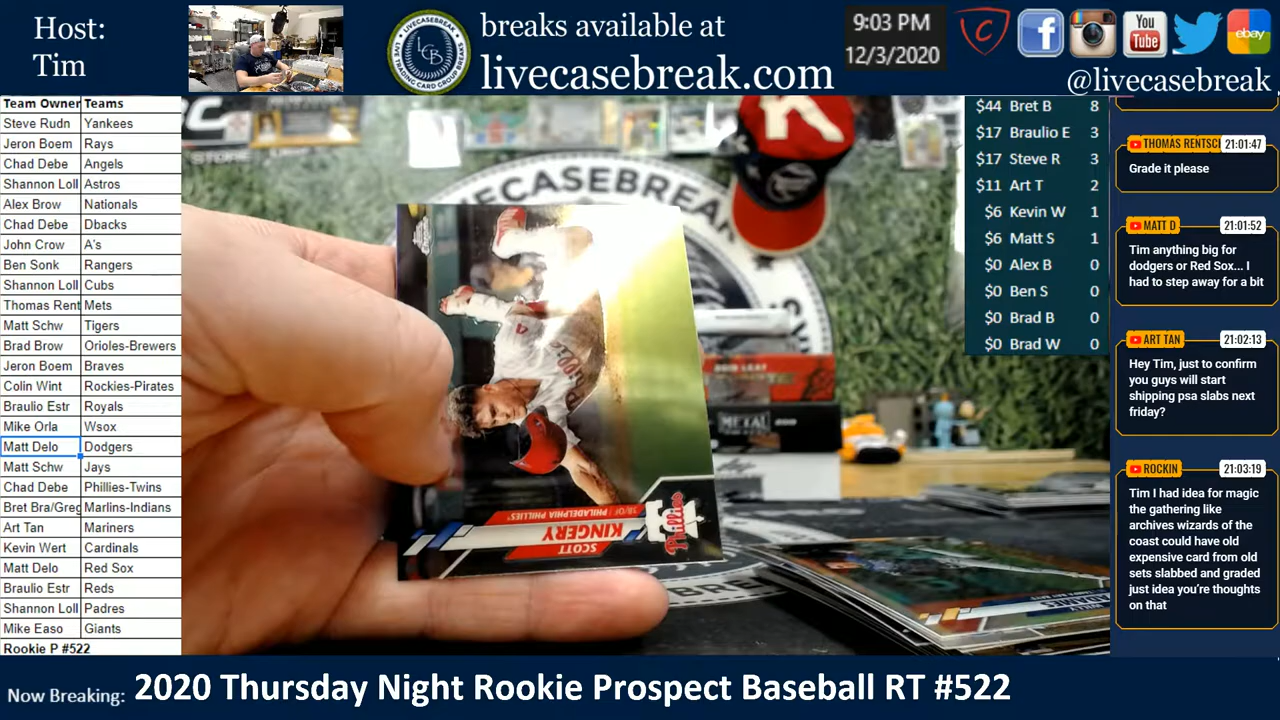 Host:
Tim
LCB
breaks available at
livecasebreak.com
9:03 PM
12/3/2020
You
Tube
ebay
@livecasebreak
Team Owner Teams
Steve Rudn Yankees
Jeron Boem Rays
Chad Debe Angels
Shannon Loll Astros
Alex Brow Nationals
Chad Debe Dbacks
John Crow A's
Ben Sonk Rangers
Shannon Loll Cubs
Thomas Rent Mets
Matt Schw Tigers
Brad Brow Orioles-Brewers
Jeron Boem Braves
Colin Wint Rockies-Pirates
Braulio Estr Royals
Mike Orla Wsox
Matt Delo Dodgers
Matt Schw Jays
Chad Debe Phillies-Twins
Bret Bra/Greg Marlins-Indians
Art Tan Mariners
Kevin Wert Cardinals
Matt Delo Red Sox
Braulio Estr Reds
Shannon Loll Padres
Mike Easo Giants
Rookie P #522
STORE
LIVECASEBREAK
K
METAL
SCOTT
KINGERY
3B/OF PHILADELPHIA PHILLIES
Phillies
$44 Bret B 8
$17 Braulio E 3
$17 Steve R 3
$11 Art T 2
$6 Kevin W 1
$6 Matt S 1
$0 Alex B 0
$0 Ben S 0
$0 Brad B 0
$0 Brad W 0
THOMAS RENTSC 21:01:47
Grade it please
MATT D 21:01:52
Tim anything big for
dodgers or Red Sox... I
had to step away for a bit
ART TAN 21:02:13
Hey Tim, just to confirm
you guys will start
shipping psa slabs next
friday?
ROCKIN 21:03:19
Tim I had idea for magic
the gathering like
archives wizards of the
coast could have old
expensive card from old
sets slabbed and graded
just idea you're thoughts
on that
Now Breaking: 2020 Thursday Night Rookie Prospect Baseball RT #522